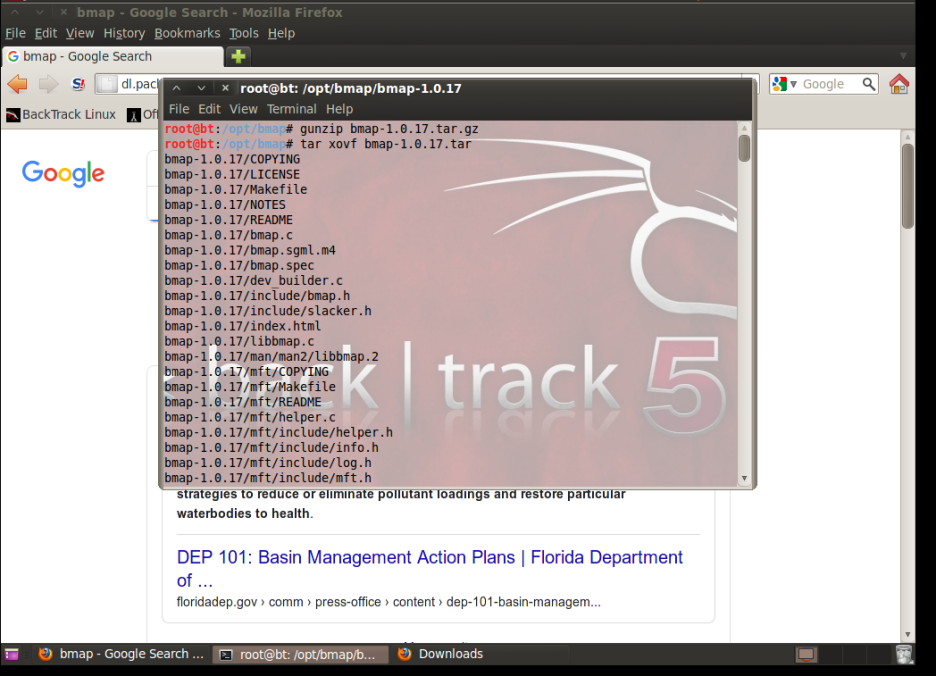 bmap - Google Search - Mozilla Firefox
File Edit View History Bookmarks Tools Help
bmap - Google Search
dl.pac
Google
BackTrack Linux
Off
root@bt: /opt/bmap/bmap-1.0.17
File Edit View Terminal Help
root@bt:/opt/bmap# gunzip bmap-1.0.17.tar.gz
root@bt:/opt/bmap# tar xovf bmap-1.0.17.tar
bmap-1.0.17/COPYING
bmap-1.0.17/LICENSE
bmap-1.0.17/Makefile
bmap-1.0.17/NOTES
bmap-1.0.17/README
bmap-1.0.17/bmap.c
bmap-1.0.17/bmap.sgml.m4
bmap-1.0.17/bmap.spec
bmap-1.0.17/dev_builder.c
bmap-1.0.17/include/bmap.h
bmap-1.0.17/include/slacker.h
bmap-1.0.17/index.html
bmap-1.0.17/libbmap.c
bmap-1.0.17/man/man2/libbmap.2
bmap-1.0.17/mft/COPYING
bmap-1.0.17/mft/Makefile
bmap-1.0.17/mft/README
bmap-1.0.17/mft/helper.c
bmap-1.0.17/mft/include/helper.h
bmap-1.0.17/mft/include/info.h
bmap-1.0.17/mft/include/log.h
bmap-1.0.17/mft/include/mft.h
<< back | track 5
Google
strategies to reduce or eliminate pollutant loadings and restore particular
waterbodies to health.
DEP 101: Basin Management Action Plans | Florida Department
of ...
floridadep.gov › comm › press-office › content › dep-101-basin-managem...
bmap - Google Search ...
root@bt: /opt/bmap/b...
Downloads